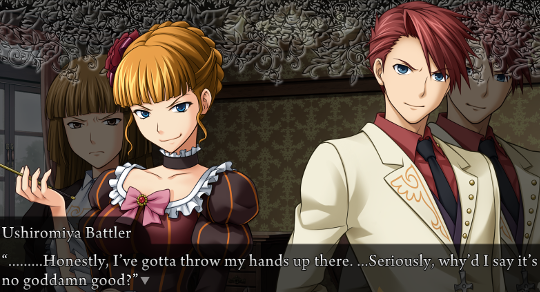 Ushiromiya Battler
“.........Honestly, I’ve gotta throw my hands up there. ...Seriously, why’d I say it’s
no goddamn good?”